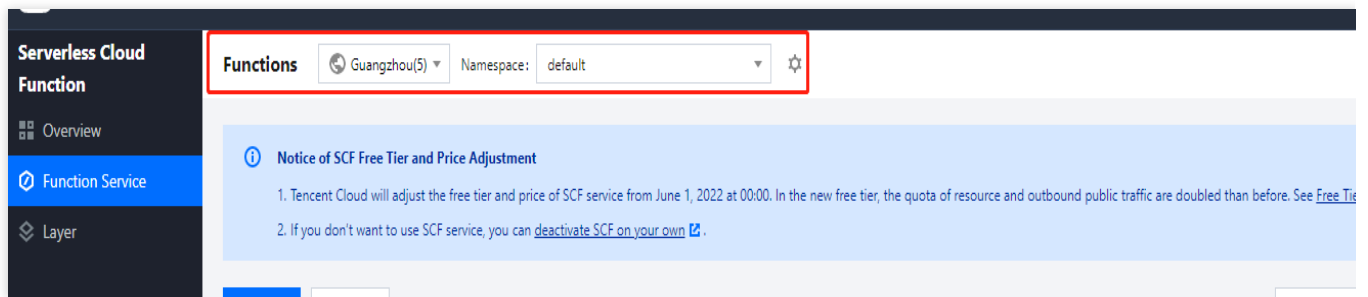 Serverless Cloud
Function
Overview
Function Service
Layer
Functions Guangzhou(5) Namespace: default
Notice of SCF Free Tier and Price Adjustment
1. Tencent Cloud will adjust the free tier and price of SCF service from June 1, 2022 at 00:00. In the new free tier, the quota of resource and outbound public traffic are doubled than before. See Free Tie
2. If you don't want to use SCF service, you can deactivate SCF on your own .